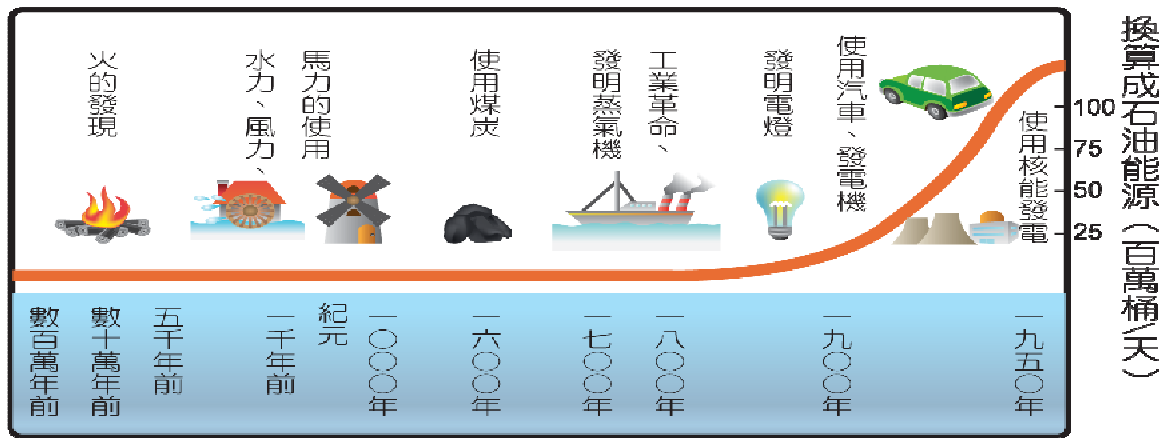 火的發現
水力、風力、
馬力的使用
使用煤炭
發明蒸氣機
工業革命、
發明電燈
使用汽車、發電機
使用核能發電
100
75
50
25
換算成石油能源（百萬桶/天）
數百萬年前
數十萬年前
五千年前
一千年前
紀元
一〇〇〇年
一六〇〇年
一七〇〇年
一八〇〇年
一九〇〇年
一九五〇年